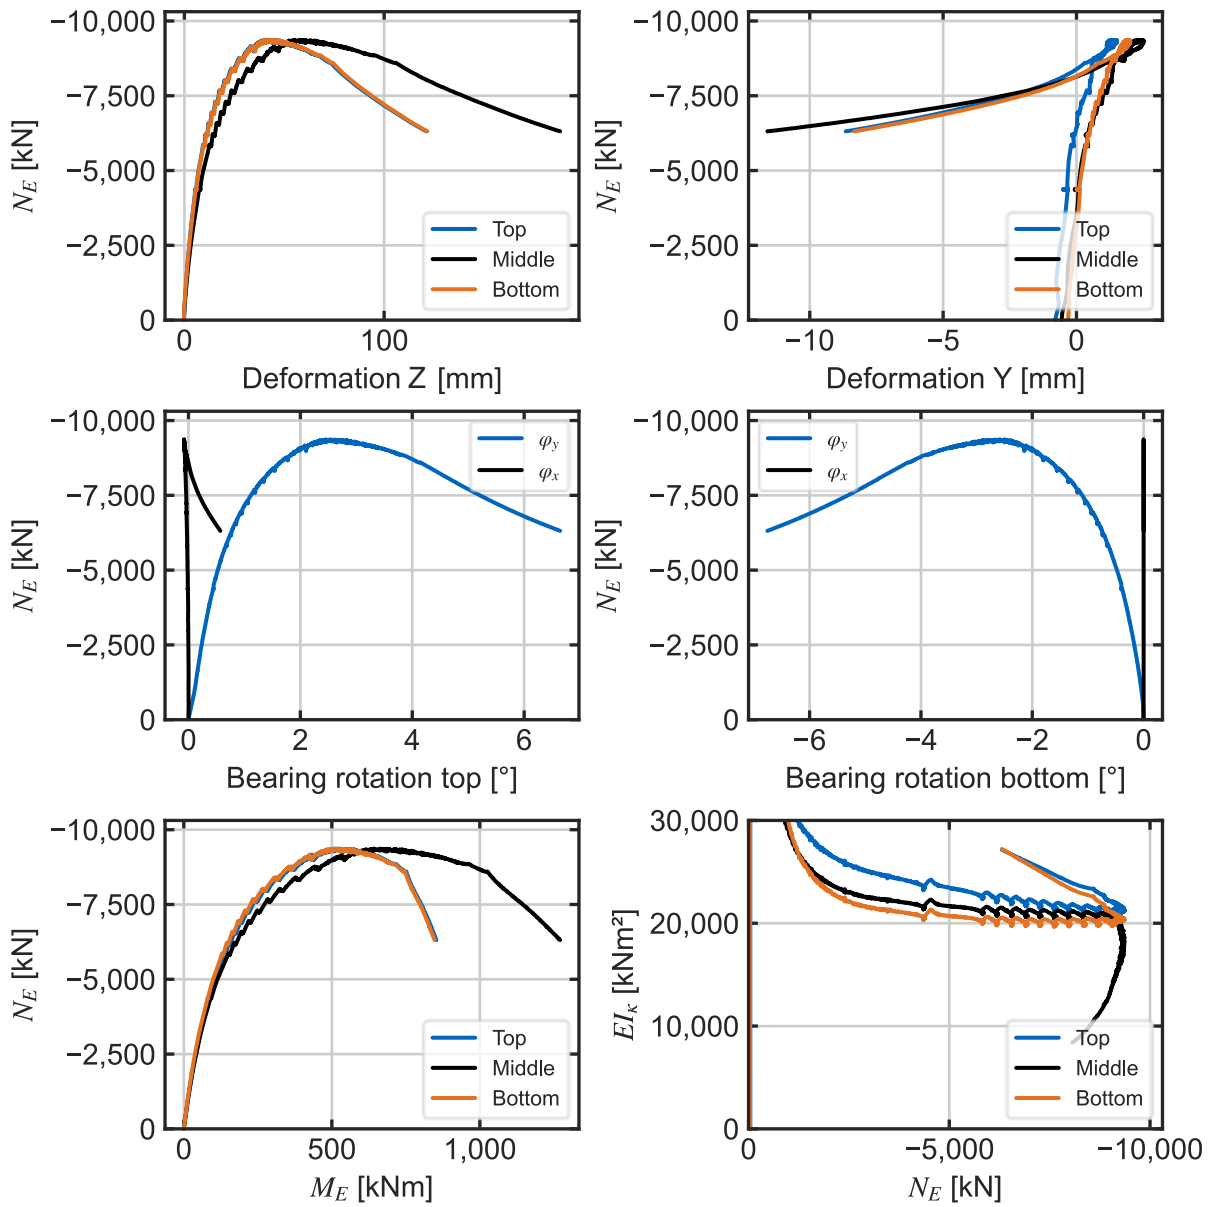 −10,000
−7,500
−5,000
−2,500
0
N_E [kN]
Top
Middle
Bottom
0 100
Deformation Z [mm]
−10,000
−7,500
−5,000
−2,500
0
N_E [kN]
Top
Middle
Bottom
−10 −5 0
Deformation Y [mm]
−10,000
−7,500
−5,000
−2,500
0
N_E [kN]
φ_y
φ_x
0 2 4 6
Bearing rotation top [°]
−10,000
−7,500
−5,000
−2,500
0
N_E [kN]
φ_y
φ_x
−6 −4 −2 0
Bearing rotation bottom [°]
−10,000
−7,500
−5,000
−2,500
0
N_E [kN]
Top
Middle
Bottom
0 500 1,000
M_E [kNm]
30,000
20,000
10,000
0
EI_κ [kNm²]
Top
Middle
Bottom
0 −5,000 −10,000
N_E [kN]